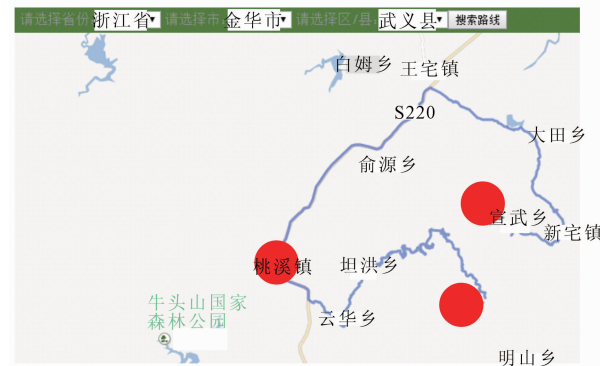 请选择省份 浙江省 请选择市 金华市 请选择区/县 武义县 搜索路线
白姆乡
王宅镇
S220
大田乡
俞源乡
宣武乡
新宅镇
桃溪镇
坦洪乡
牛头山国家
森林公园
云华乡
明山乡